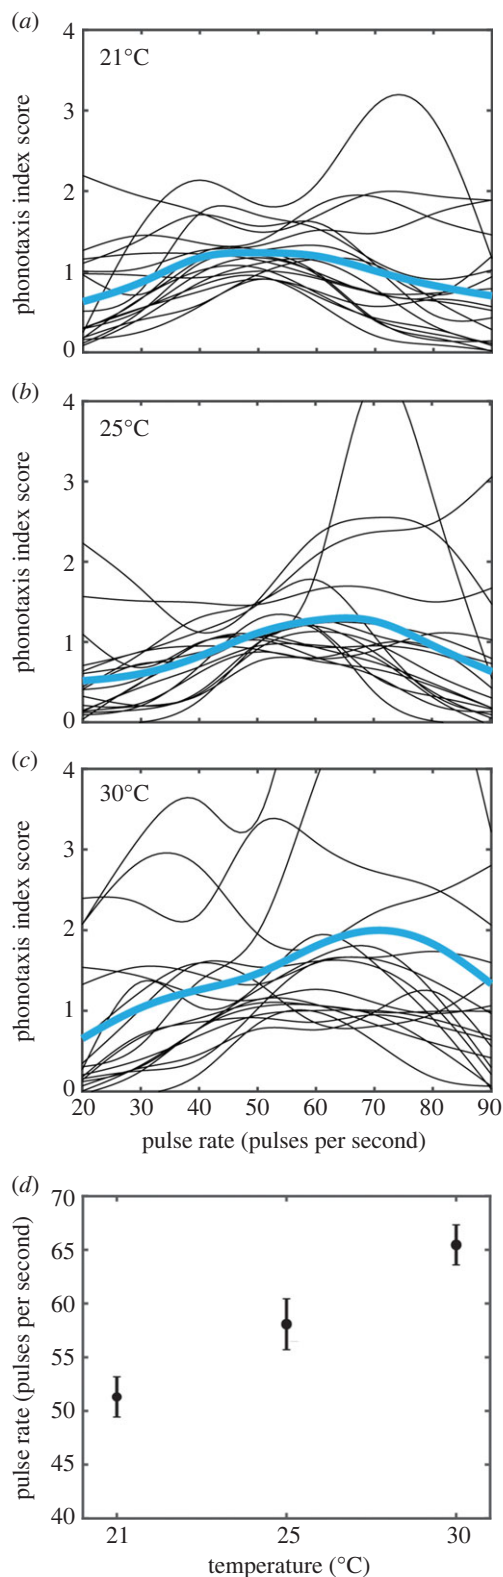 (a)
4
21°C
3
2
1
0
phonotaxis index score
(b)
4
25°C
3
2
1
0
phonotaxis index score
(c)
4
30°C
3
2
1
0
phonotaxis index score
20 30 40 50 60 70 80 90
pulse rate (pulses per second)
(d)
70
65
60
55
50
45
40
pulse rate (pulses per second)
21 25 30
temperature (°C)